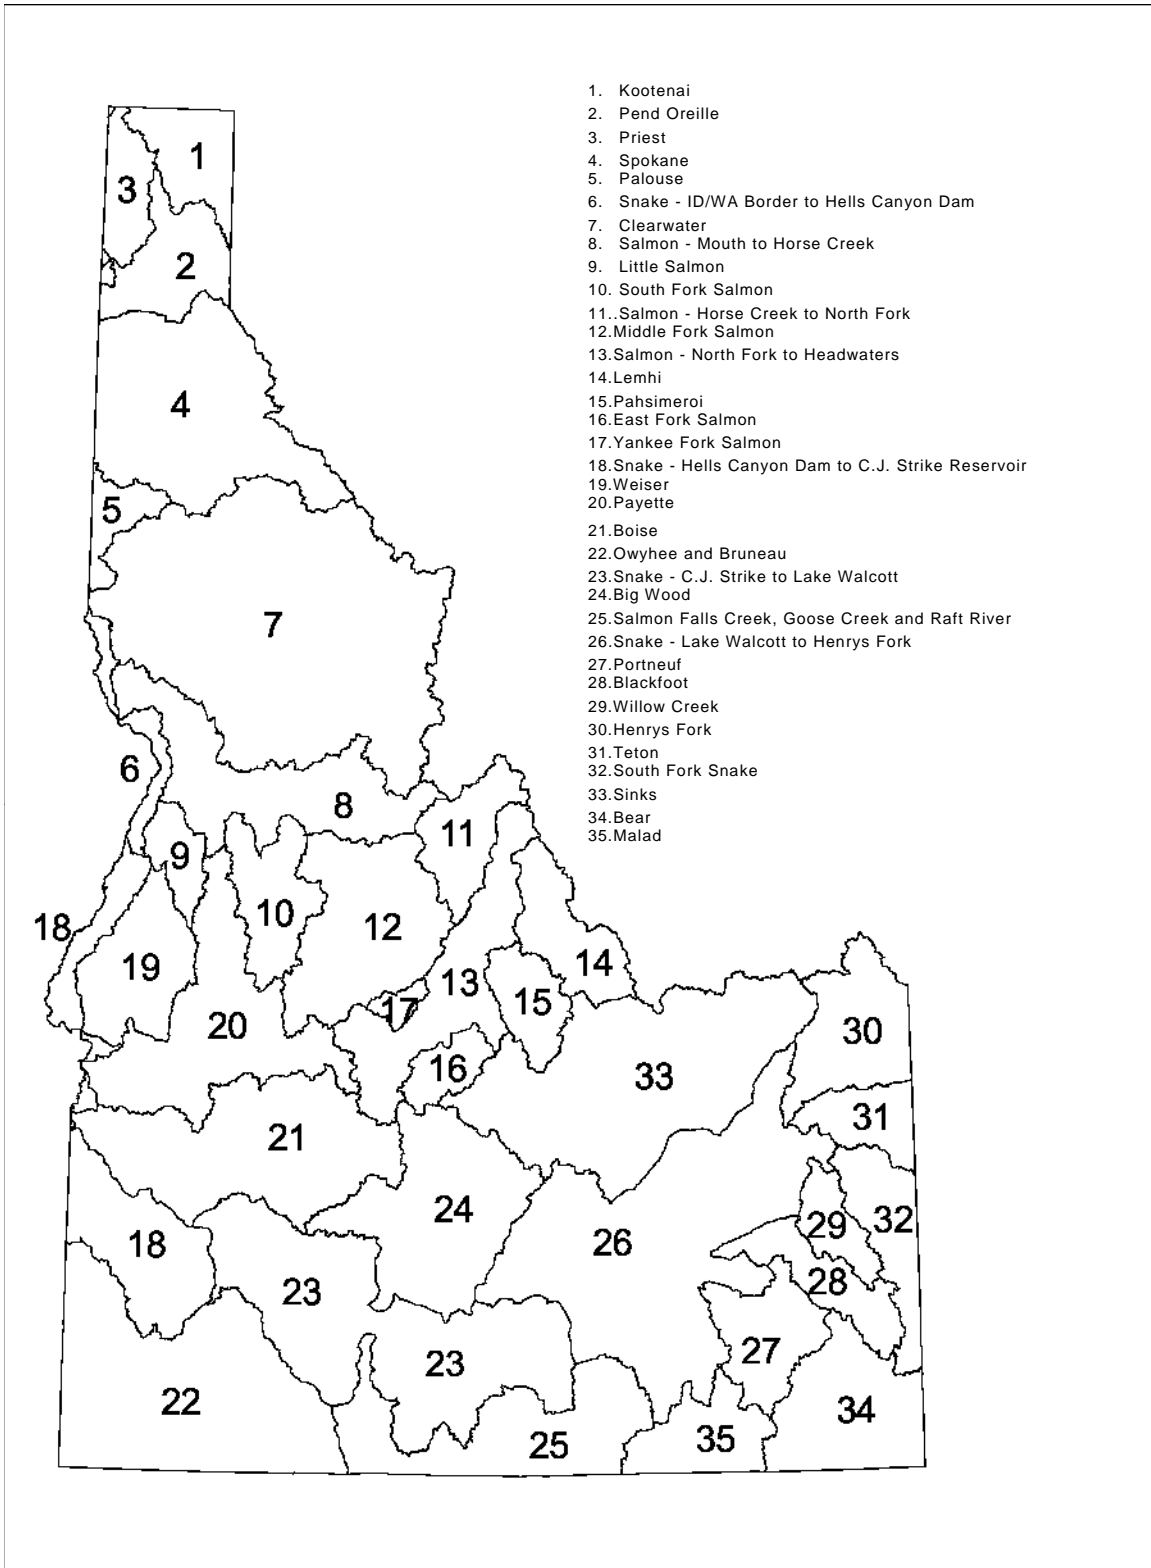 1. Kootenai
2. Pend Oreille
3. Priest
4. Spokane
5. Palouse
6. Snake - ID/WA Border to Hells Canyon Dam
7. Clearwater
8. Salmon - Mouth to Horse Creek
9. Little Salmon
10. South Fork Salmon
11..Salmon - Horse Creek to North Fork
12.Middle Fork Salmon
13.Salmon - North Fork to Headwaters
14.Lemhi
15.Pahsimeroi
16.East Fork Salmon
17.Yankee Fork Salmon
18.Snake - Hells Canyon Dam to C.J. Strike Reservoir
19.Weiser
20.Payette
21.Boise
22.Owyhee and Bruneau
23.Snake - C.J. Strike to Lake Walcott
24.Big Wood
25.Salmon Falls Creek, Goose Creek and Raft River
26.Snake - Lake Walcott to Henrys Fork
27.Portneuf
28.Blackfoot
29.Willow Creek
30.Henrys Fork
31.Teton
32.South Fork Snake
33.Sinks
34.Bear
35.Malad
1
3
2
4
5
7
6
8
11
9
10
12
18
19
13
14
15
17
20
30
16
33
31
21
24
29
32
18
26
28
23
27
23
22
34
35
25